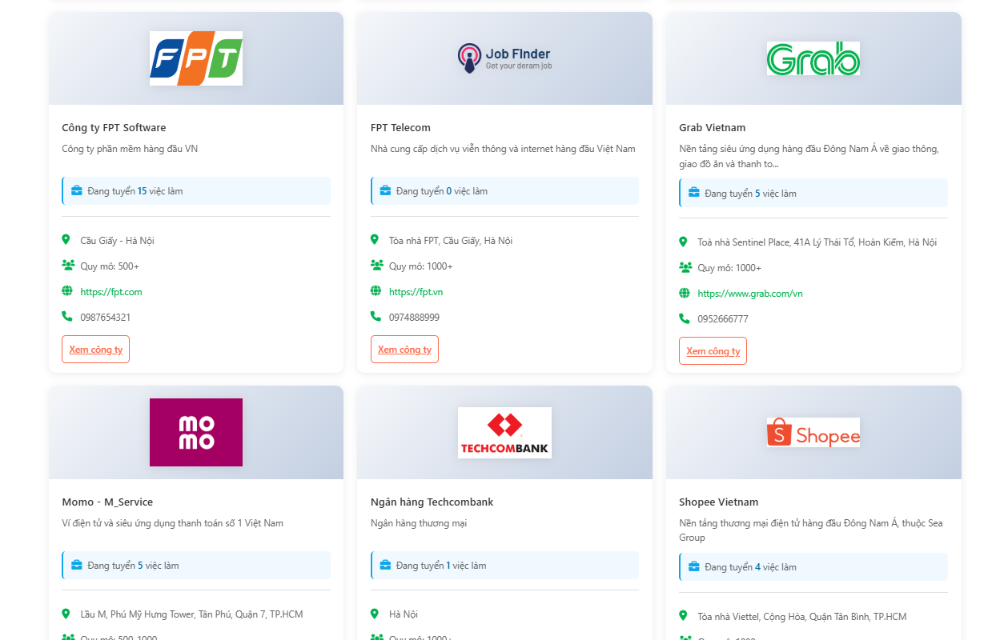 FPT
Job FInder
Get your deram job
Grab
Công ty FPT Software
Công ty phần mềm hàng đầu VN
Đang tuyển 15 việc làm
Cầu Giấy - Hà Nội
Quy mô: 500+
https://fpt.com
0987654321
Xem công ty
FPT Telecom
Nhà cung cấp dịch vụ viễn thông và internet hàng đầu Việt Nam
Đang tuyển 0 việc làm
Tòa nhà FPT, Cầu Giấy, Hà Nội
Quy mô: 1000+
https://fpt.vn
0974888999
Xem công ty
Grab Vietnam
Nền tảng siêu ứng dụng hàng đầu Đông Nam Á về giao thông,
giao đồ ăn và thanh to...
Đang tuyển 5 việc làm
Toà nhà Sentinel Place, 41A Lý Thái Tổ, Hoàn Kiếm, Hà Nội
Quy mô: 1000+
https://www.grab.com/vn
0952666777
Xem công ty
mo
mo
TECHCOMBANK
Shopee
Momo - M_Service
Ví điện tử và siêu ứng dụng thanh toán số 1 Việt Nam
Đang tuyển 5 việc làm
Lầu M, Phú Mỹ Hưng Tower, Tân Phú, Quận 7, TP.HCM
Quy mô: 500-1000
Ngân hàng Techcombank
Ngân hàng thương mại
Đang tuyển 1 việc làm
Hà Nội
Quy mô: 1000+
Shopee Vietnam
Nền tảng thương mại điện tử hàng đầu Đông Nam Á, thuộc Sea
Group
Đang tuyển 4 việc làm
Tòa nhà Viettel, Cộng Hòa, Quận Tân Bình, TP.HCM
Quy mô: 1000+